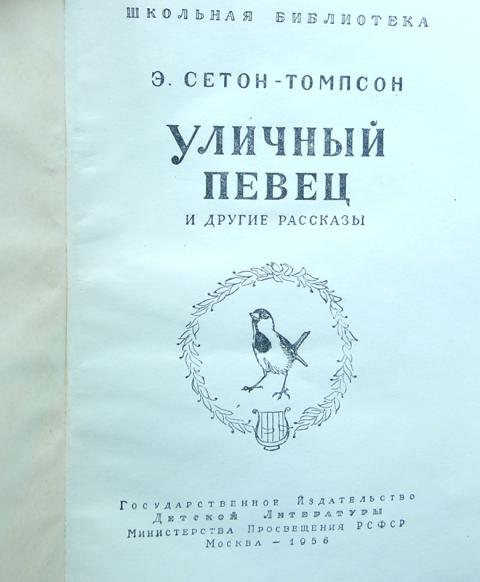 ШКОЛЬНАЯ БИБЛИОТЕКА
Э. СЕТОН-ТОМПСОН
УЛИЧНЫЙ
ПЕВЕЦ
И ДРУГИЕ РАССКАЗЫ
Государственное Издательство
Детской Литературы
Министерства Просвещения РСФСР
Москва — 1956